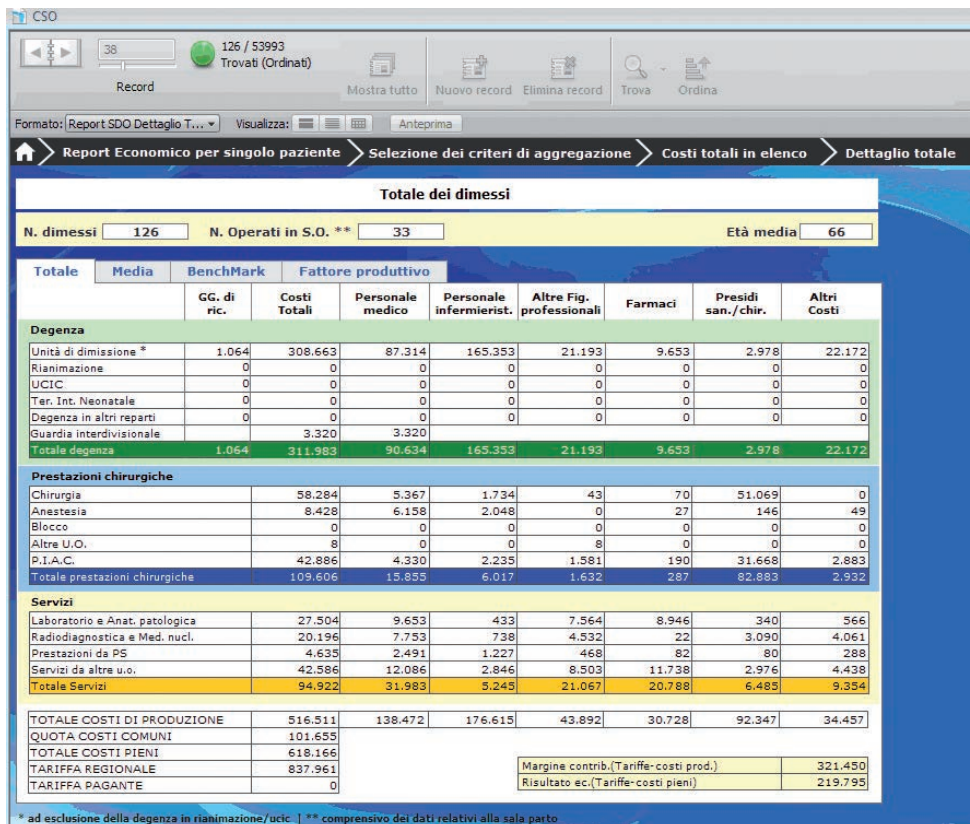 CSO
38
126 / 53993
Trovati (Ordinati)
Record
Mostra tutto Nuovo record Elimina record Trova Ordina
Formato: Report SDO Dettaglio T... Visualizza: Anteprima
Report Economico per singolo paziente Selezione dei criteri di aggregazione Costi totali in elenco Dettaglio totale
Totale dei dimessi
N. dimessi 126 N. Operati in S.O. ** 33 Età media 66
Totale Media BenchMark Fattore produttivo
GG. di ric. Costi Totali Personale medico Personale infermierist. Altre Fig. professionali Farmaci Presidi san./chir. Altri Costi
Degenza
Unità di dimissione * 1.064 308.663 87.314 165.353 21.193 9.653 2.978 22.172
Rianimazione 0 0 0 0 0 0 0 0
UCIC 0 0 0 0 0 0 0 0
Ter. Int. Neonatale 0 0 0 0 0 0 0 0
Degenza in altri reparti 0 0 0 0 0 0 0 0
Guardia interdivisionale 3.320 3.320
Totale degenza 1.064 311.983 90.634 165.353 21.193 9.653 2.978 22.172
Prestazioni chirurgiche
Chirurgia 58.284 5.367 1.734 43 70 51.069 0
Anestesia 8.428 6.158 2.048 0 27 146 49
Blocco 0 0 0 0 0 0 0
Altre U.O. 8 0 0 8 0 0 0
P.I.A.C. 42.886 4.330 2.235 1.581 190 31.668 2.883
Totale prestazioni chirurgiche 109.606 15.855 6.017 1.632 287 82.883 2.932
Servizi
Laboratorio e Anat. patologica 27.504 9.653 433 7.564 8.946 340 566
Radiodiagnostica e Med. nucl. 20.196 7.753 738 4.532 22 3.090 4.061
Prestazioni da PS 4.635 2.491 1.227 468 82 80 288
Servizi da altre u.o. 42.586 12.086 2.846 8.503 11.738 2.976 4.438
Totale Servizi 94.922 31.983 5.245 21.067 20.788 6.485 9.354
TOTALE COSTI DI PRODUZIONE 516.511 138.472 176.615 43.892 30.728 92.347 34.457
QUOTA COSTI COMUNI 101.655
TOTALE COSTI PIENI 618.166
TARIFFA REGIONALE 837.961 Margine contrib.(Tariffe-costi prod.) 321.450
TARIFFA PAGANTE 0 Risultato ec.(Tariffe-costi pieni) 219.795
* ad esclusione della degenza in rianimazione/ucic | ** comprensivo dei dati relativi alla sala parto